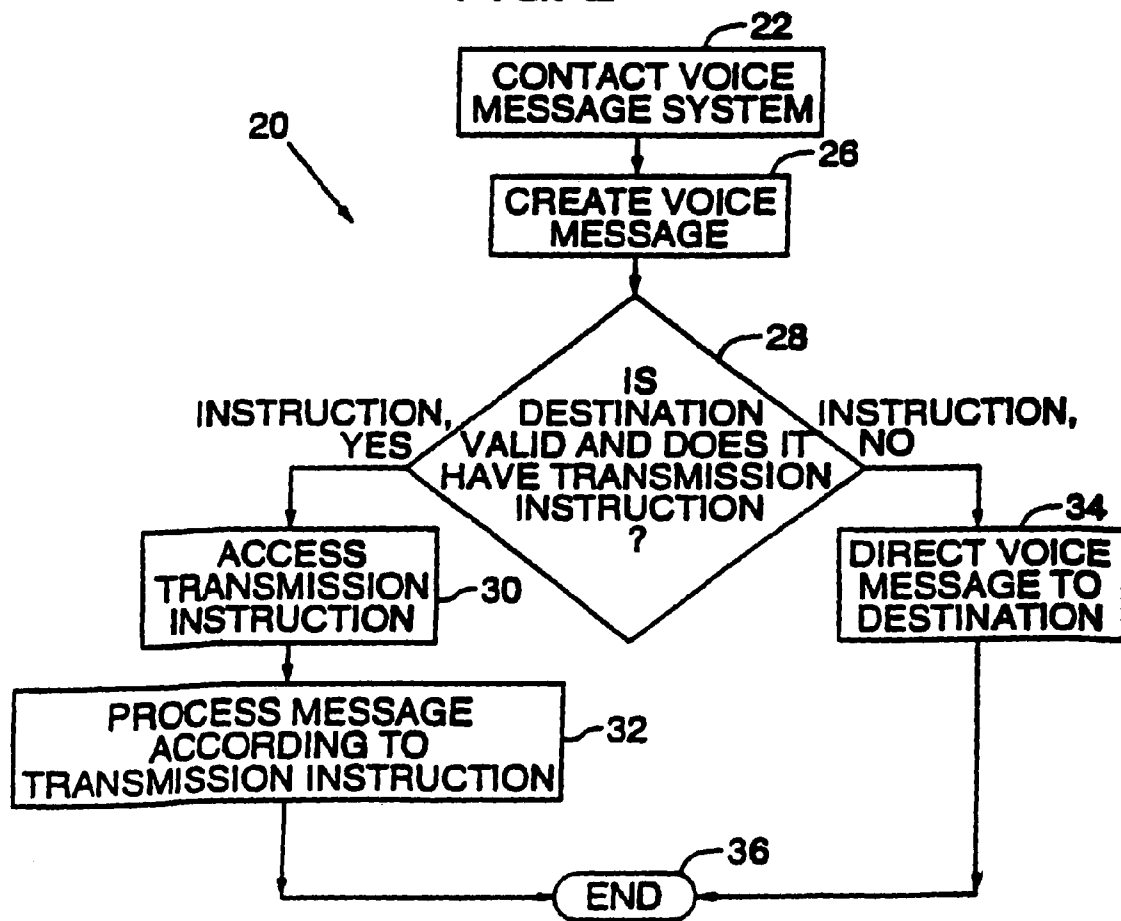 22
CONTACT VOICE
MESSAGE SYSTEM
20
26
CREATE VOICE
MESSAGE
28
IS
DESTINATION
VALID AND DOES IT
HAVE TRANSMISSION
INSTRUCTION
?
INSTRUCTION,
YES
INSTRUCTION,
NO
ACCESS
TRANSMISSION
INSTRUCTION
30
34
DIRECT VOICE
MESSAGE TO
DESTINATION
PROCESS MESSAGE
ACCORDING TO
TRANSMISSION INSTRUCTION
32
36
END